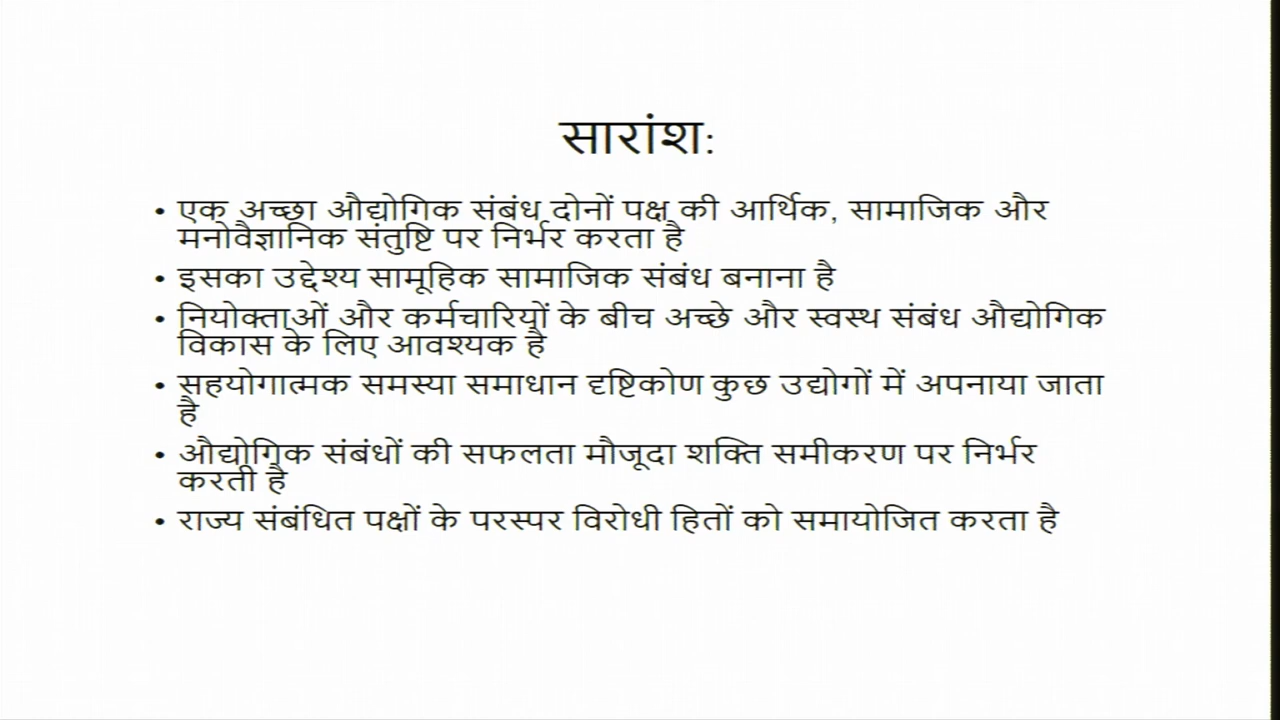 सारांश:
• एक अच्छा औद्योगिक संबंध दोनों पक्ष की आर्थिक, सामाजिक और
मनोवैज्ञानिक संतुष्टि पर निर्भर करता है
• इसका उद्देश्य सामूहिक सामाजिक संबंध बनाना है
• नियोक्ताओं और कर्मचारियों के बीच अच्छे और स्वस्थ संबंध औद्योगिक
विकास के लिए आवश्यक है
• सहयोगात्मक समस्या समाधान दृष्टिकोण कुछ उद्योगों में अपनाया जाता
है
• औद्योगिक संबंधों की सफलता मौजूदा शक्ति समीकरण पर निर्भर
करती है
• राज्य संबंधित पक्षों के परस्पर विरोधी हितों को समायोजित करता है